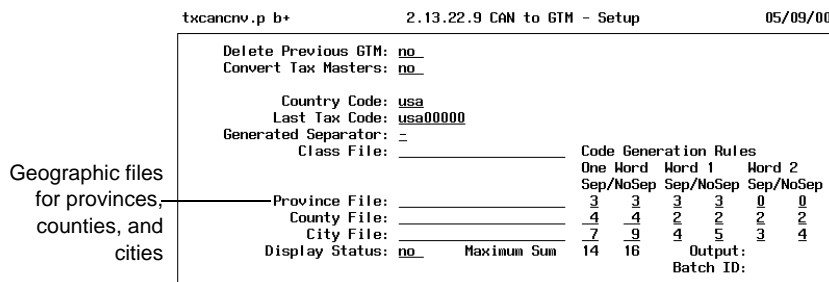 txcancnv.p b+ 2.13.22.9 CAN to GTM - Setup 05/09/00
Delete Previous GTM: no
Convert Tax Masters: no
Country Code: usa
Last Tax Code: usa00000
Generated Separator: -
Class File: Code Generation Rules
One Word Word 1 Word 2
Sep/NoSep Sep/NoSep Sep/NoSep
Geographic files
for provinces,
counties, and
cities
Province File: 3 3 3 3 0 0
County File: 4 4 2 2 2 2
City File: 7 9 4 5 3 4
Display Status: no Maximum Sum 14 16 Output:
Batch ID: